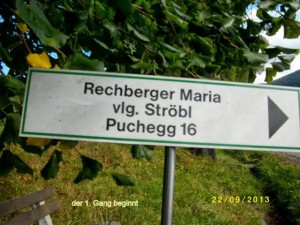 Rechberger Maria
vlg. Ströbl
Puchegg 16
der 1. Gang beginnt
22/09/2013